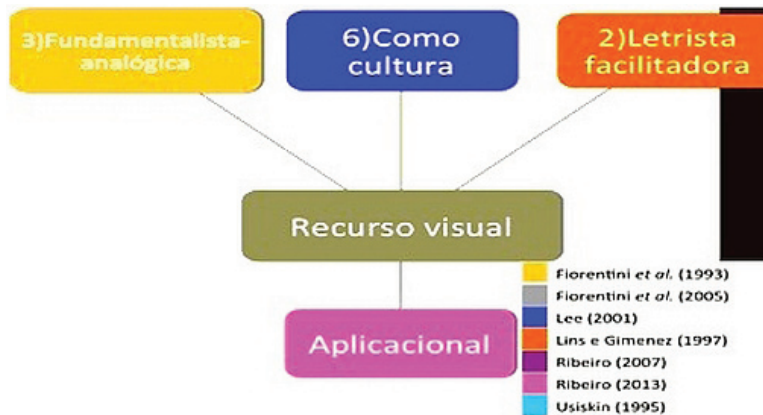 3)Fundamentalista-
analógica
6)Como
cultura
2)Letrista
facilitadora
Recurso visual
Aplicacional
Fiorentini et al. (1993)
Fiorentini et al. (2005)
Lee (2001)
Lins e Gimenez (1997)
Ribeiro (2007)
Ribeiro (2013)
Usiskin (1995)